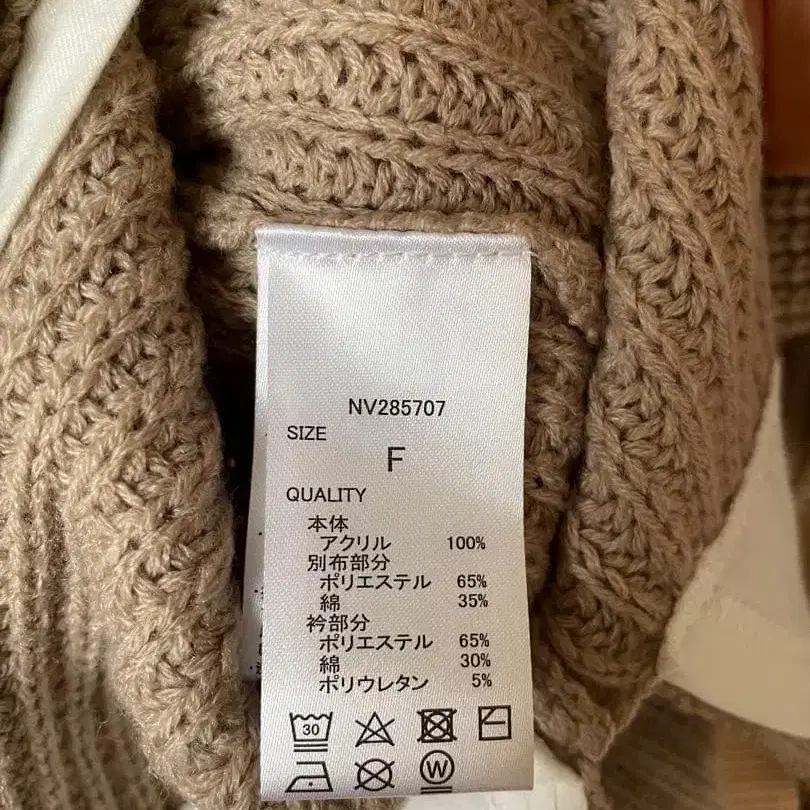 NV285707
SIZE
F
QUALITY
本体
アクリル 100%
別布部分
ポリエステル 65%
綿 35%
衿部分
ポリエステル 65%
綿 30%
ポリウレタン 5%
30
W